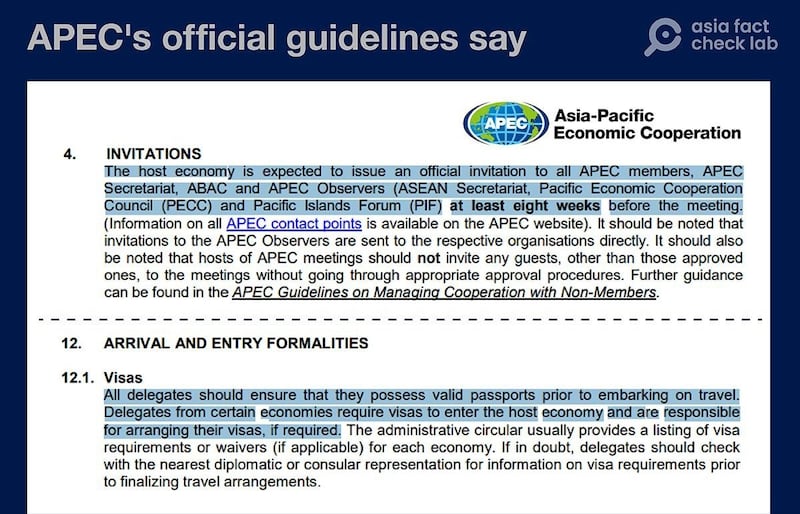 APEC's official guidelines say
asia fact
check lab
APEC
Asia-Pacific
Economic Cooperation
4. INVITATIONS
The host economy is expected to issue an official invitation to all APEC members, APEC
Secretariat, ABAC and APEC Observers (ASEAN Secretariat, Pacific Economic Cooperation
Council (PECC) and Pacific Islands Forum (PIF) at least eight weeks before the meeting.
(Information on all APEC contact points is available on the APEC website). It should be noted that
invitations to the APEC Observers are sent to the respective organisations directly. It should also
be noted that hosts of APEC meetings should not invite any guests, other than those approved
ones, to the meetings without going through appropriate approval procedures. Further guidance
can be found in the APEC Guidelines on Managing Cooperation with Non-Members.
12. ARRIVAL AND ENTRY FORMALITIES
12.1. Visas
All delegates should ensure that they possess valid passports prior to embarking on travel.
Delegates from certain economies require visas to enter the host economy and are responsible
for arranging their visas, if required. The administrative circular usually provides a listing of visa
requirements or waivers (if applicable) for each economy. If in doubt, delegates should check
with the nearest diplomatic or consular representation for information on visa requirements prior
to finalizing travel arrangements.